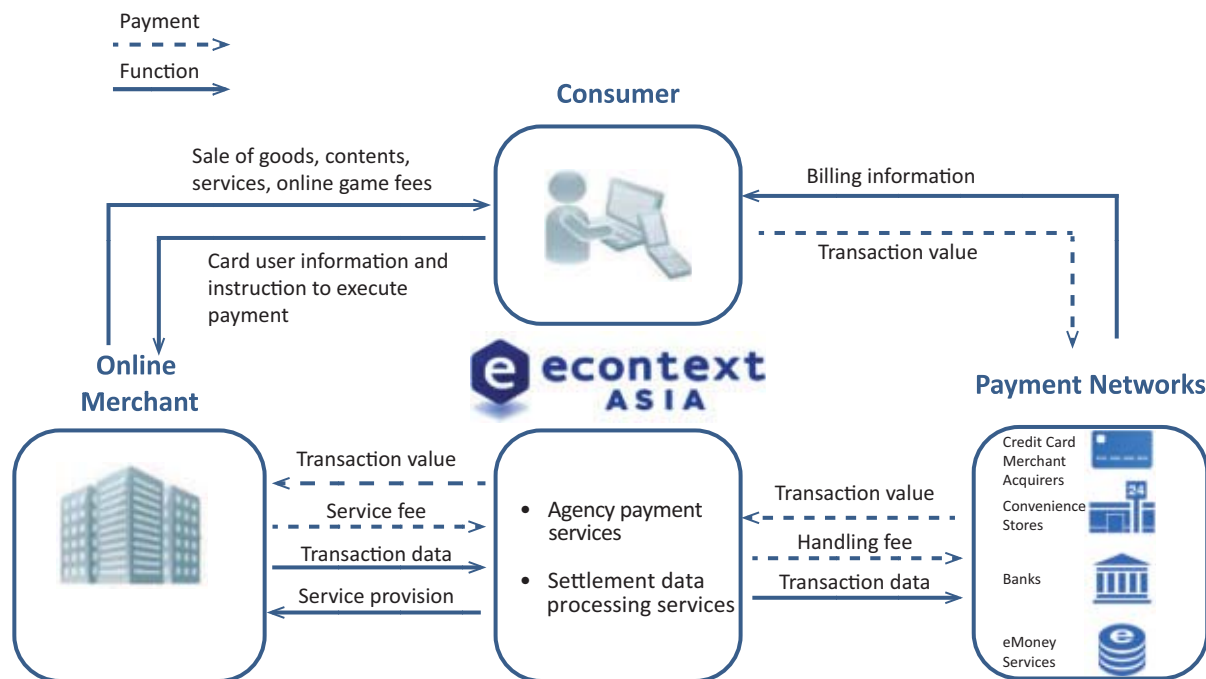 Payment
Function
Consumer
Sale of goods, contents,
services, online game fees
Billing information
Card user information and
instruction to execute
payment
Transaction value
Online
Merchant
e
econtext
ASIA
Payment Networks
Transaction value
Service fee
Transaction data
Service provision
• Agency payment
services
• Settlement data
processing services
Transaction value
Handling fee
Transaction data
Credit Card
Merchant
Acquirers
24
Convenience
Stores
Banks
eMoney
Services
e